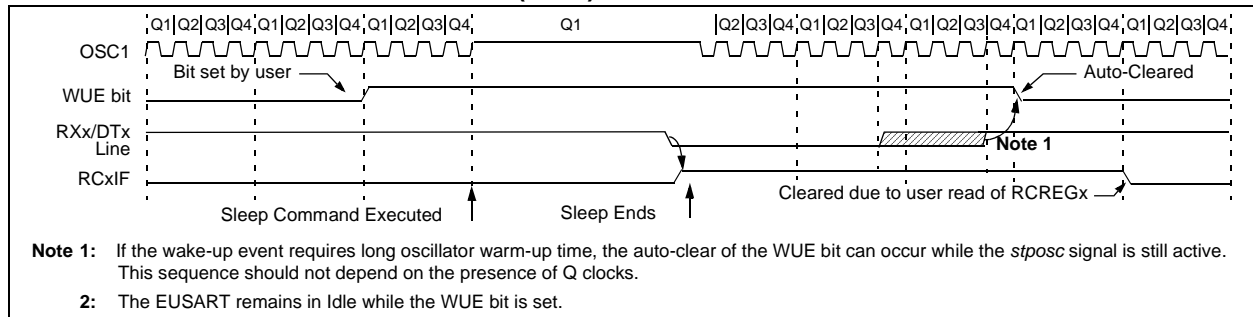 Q1 Q2 Q3 Q4 Q1 Q2 Q3 Q4 Q1 Q2 Q3 Q4 Q1 Q2 Q3 Q4 Q1 Q2 Q3 Q4 Q1 Q2 Q3 Q4 Q1 Q2 Q3 Q4 Q1 Q2 Q3 Q4
OSC1
Bit set by user
Auto-Cleared
WUE bit
RXx/DTx
Line
Note 1
RCxIF
Cleared due to user read of RCREGx
Sleep Command Executed
Sleep Ends
Note 1: If the wake-up event requires long oscillator warm-up time, the auto-clear of the WUE bit can occur while the stposc signal is still active.
This sequence should not depend on the presence of Q clocks.
2: The EUSART remains in Idle while the WUE bit is set.